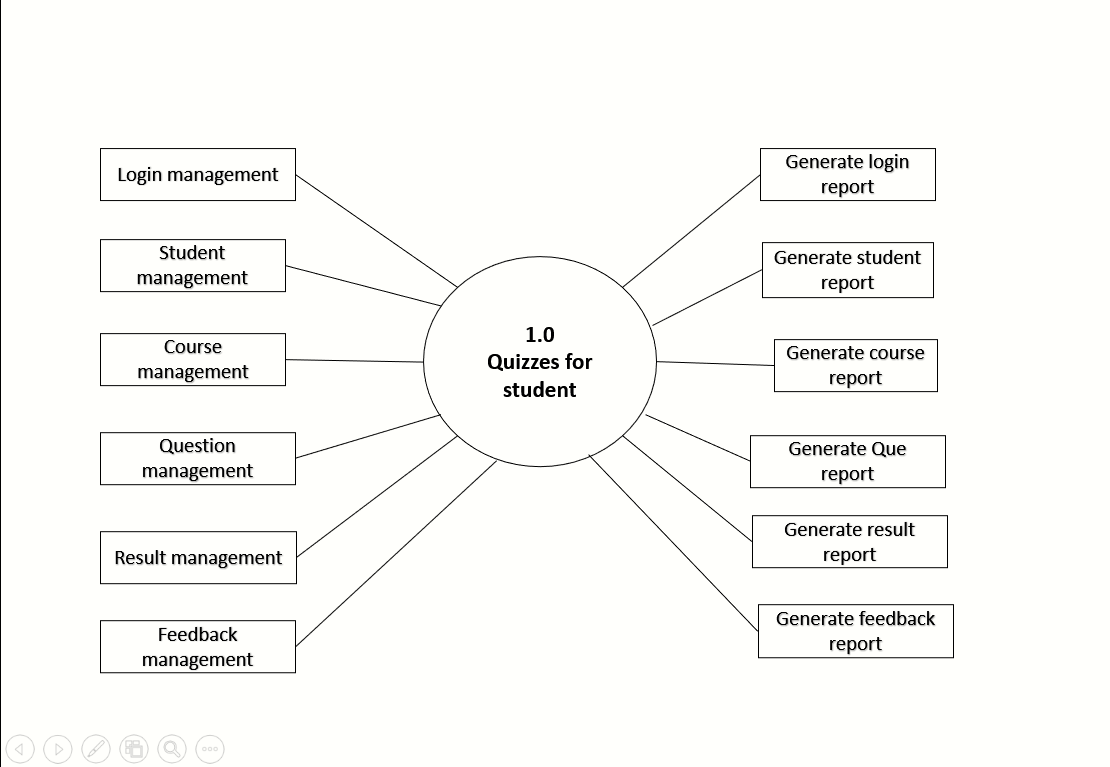 Login management
Student
management
Course
management
Question
management
Result management
Feedback
management
1.0
Quizzes for
student
Generate login
report
Generate student
report
Generate course
report
Generate Que
report
Generate result
report
Generate feedback
report